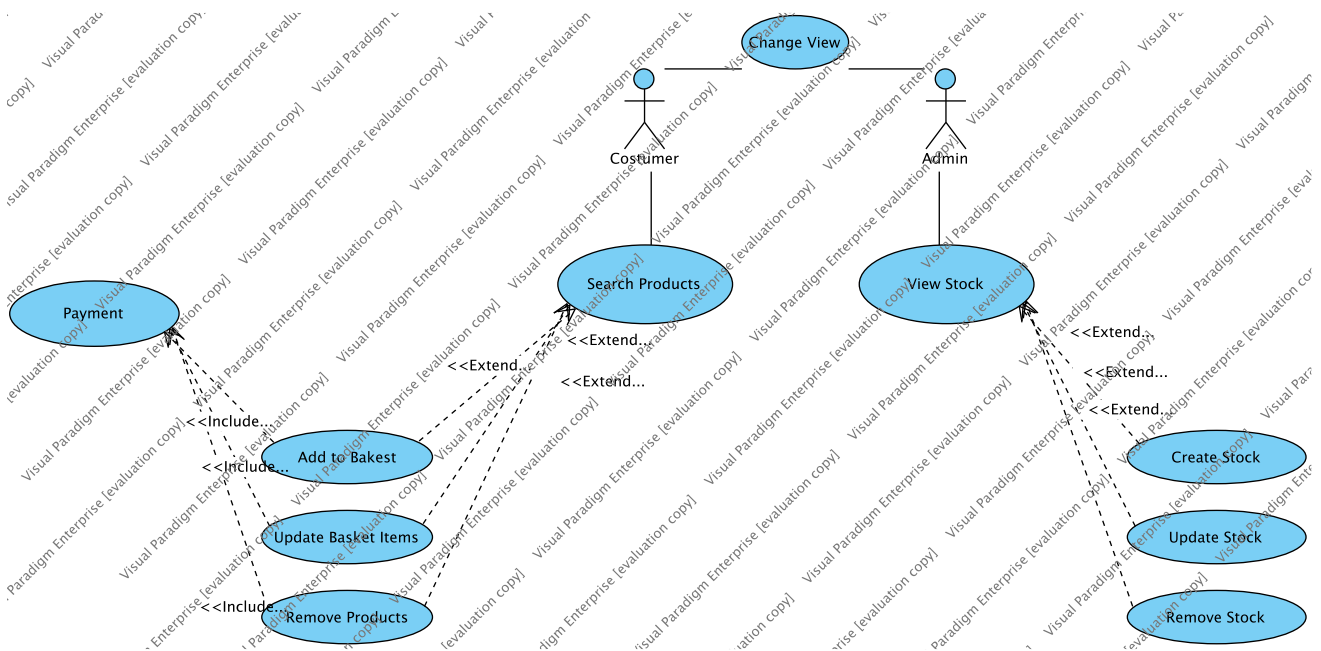 Change View
Costumer
Admin
Search Products
View Stock
Payment
<<Extend...
<<Extend...
<<Extend...
<<Extend...
<<Extend...
<<Extend...
<<Include...
<<Include...
<<Include...
Add to Bakest
Create Stock
Update Basket Items
Update Stock
Remove Products
Remove Stock
Visual Paradigm Enterprise [evaluation copy]